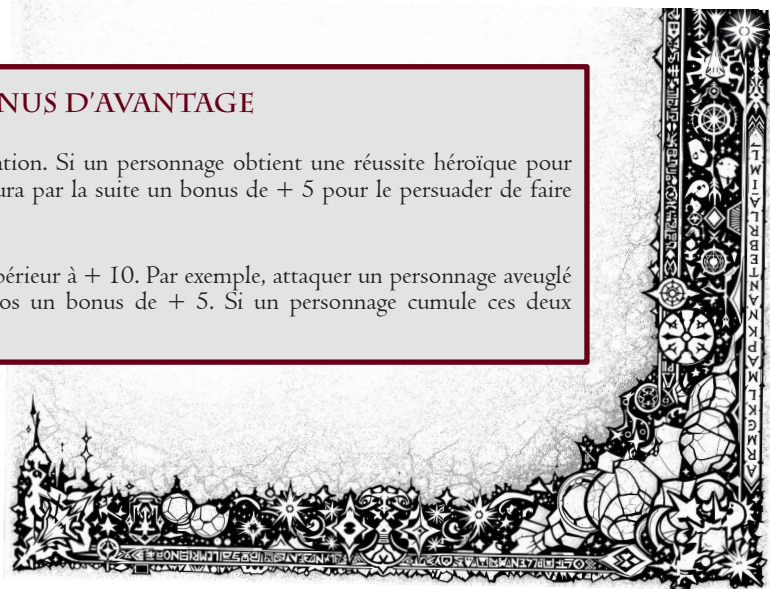 NUS D'AVANTAGE
ation. Si un personnage obtient une réussite héroïque pour
ura par la suite un bonus de + 5 pour le persuader de faire
périeur à + 10. Par exemple, attaquer un personnage aveuglé
os un bonus de + 5. Si un personnage cumule ces deux